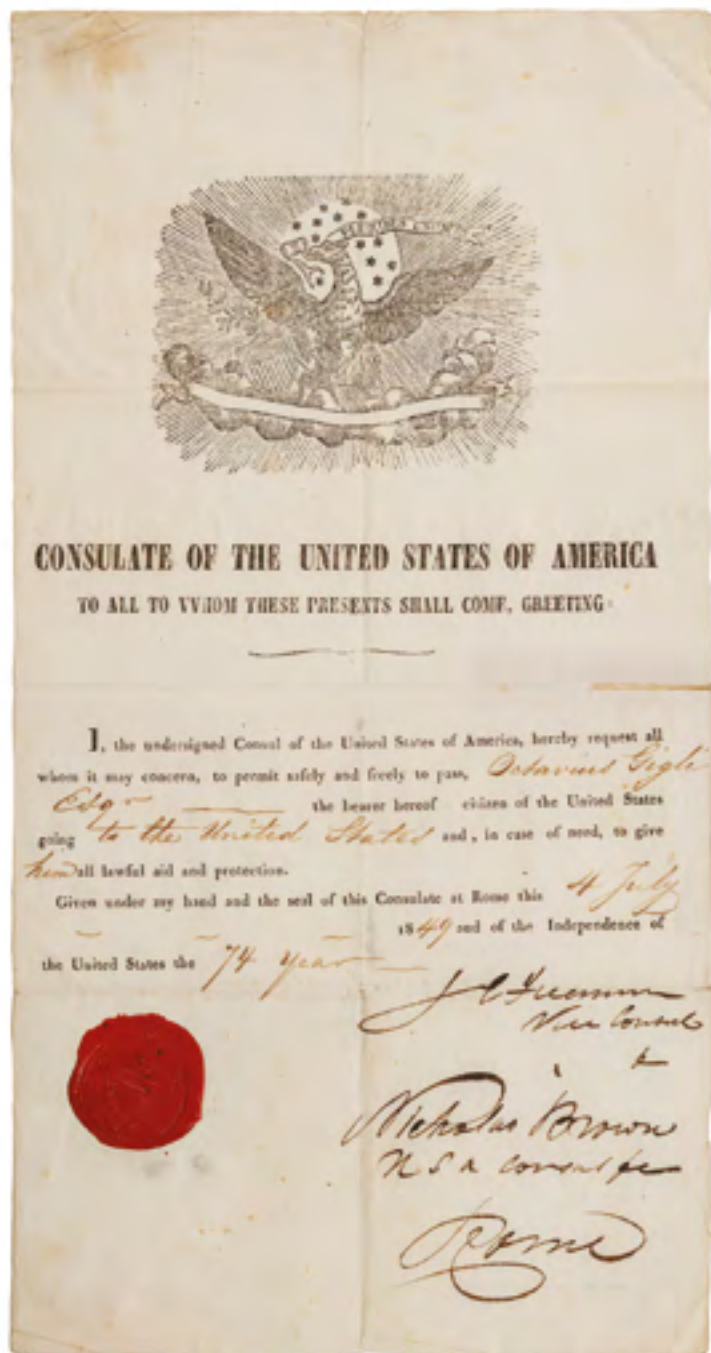 CONSULATE OF THE UNITED STATES OF AMERICA
TO ALL TO VVHOM THESE PRESENTS SHALL COME, GREETING:
I, the undersigned Consul of the United States of America, hereby request all
whom it may concern, to permit safely and freely to pass, Octavius Gigli
Esqr the bearer hereof citizen of the United States
going to the United States and, in case of need, to give
him all lawful aid and protection.
Given under my hand and the seal of this Consulate at Rome this 4 July
1849 and of the Independence of
the United States the 74 year
J C Freeman
Vice Consul
Nicholas Brown
U S A consul for
Rome